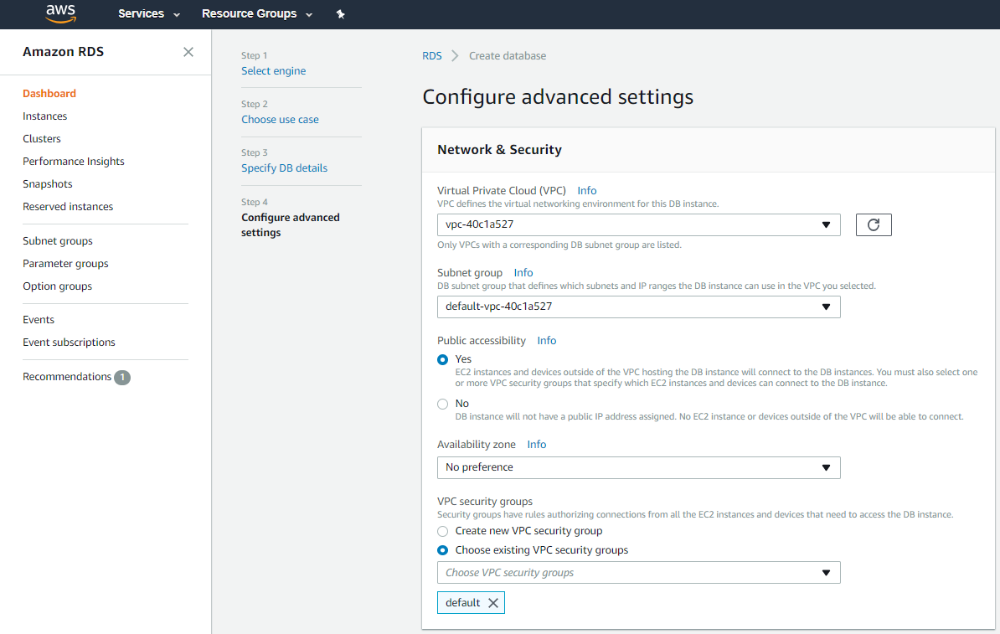 aws Services Resource Groups
Amazon RDS
Dashboard
Instances
Clusters
Performance Insights
Snapshots
Reserved instances
Subnet groups
Parameter groups
Option groups
Events
Event subscriptions
Recommendations 1
Step 1
Select engine
Step 2
Choose use case
Step 3
Specify DB details
Step 4
Configure advanced
settings
RDS Create database
Configure advanced settings
Network & Security
Virtual Private Cloud (VPC) Info
VPC defines the virtual networking environment for this DB instance.
vpc-40c1a527
Only VPCs with a corresponding DB subnet group are listed.
Subnet group Info
DB subnet group that defines which subnets and IP ranges the DB instance can use in the VPC you selected.
default-vpc-40c1a527
Public accessibility Info
Yes
EC2 instances and devices outside of the VPC hosting the DB instance will connect to the DB instances. You must also select one
or more VPC security groups that specify which EC2 instances and devices can connect to the DB instance.
No
DB instance will not have a public IP address assigned. No EC2 instance or devices outside of the VPC will be able to connect.
Availability zone Info
No preference
VPC security groups
Security groups have rules authorizing connections from all the EC2 instances and devices that need to access the DB instance.
Create new VPC security group
Choose existing VPC security groups
Choose VPC security groups
default